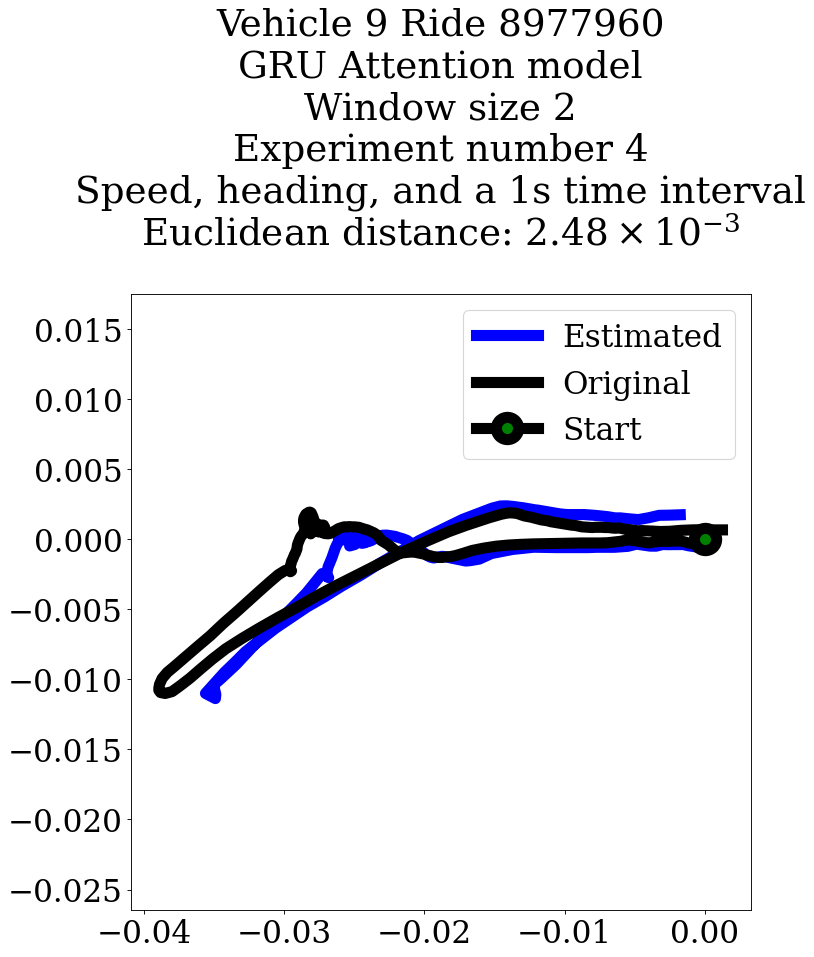 Vehicle 9 Ride 8977960
GRU Attention model
Window size 2
Experiment number 4
Speed, heading, and a 1s time interval
Euclidean distance: 2.48 × 10⁻³
Estimated
Original
Start
0.015
0.010
0.005
0.000
−0.005
−0.010
−0.015
−0.020
−0.025
−0.04 −0.03 −0.02 −0.01 0.00